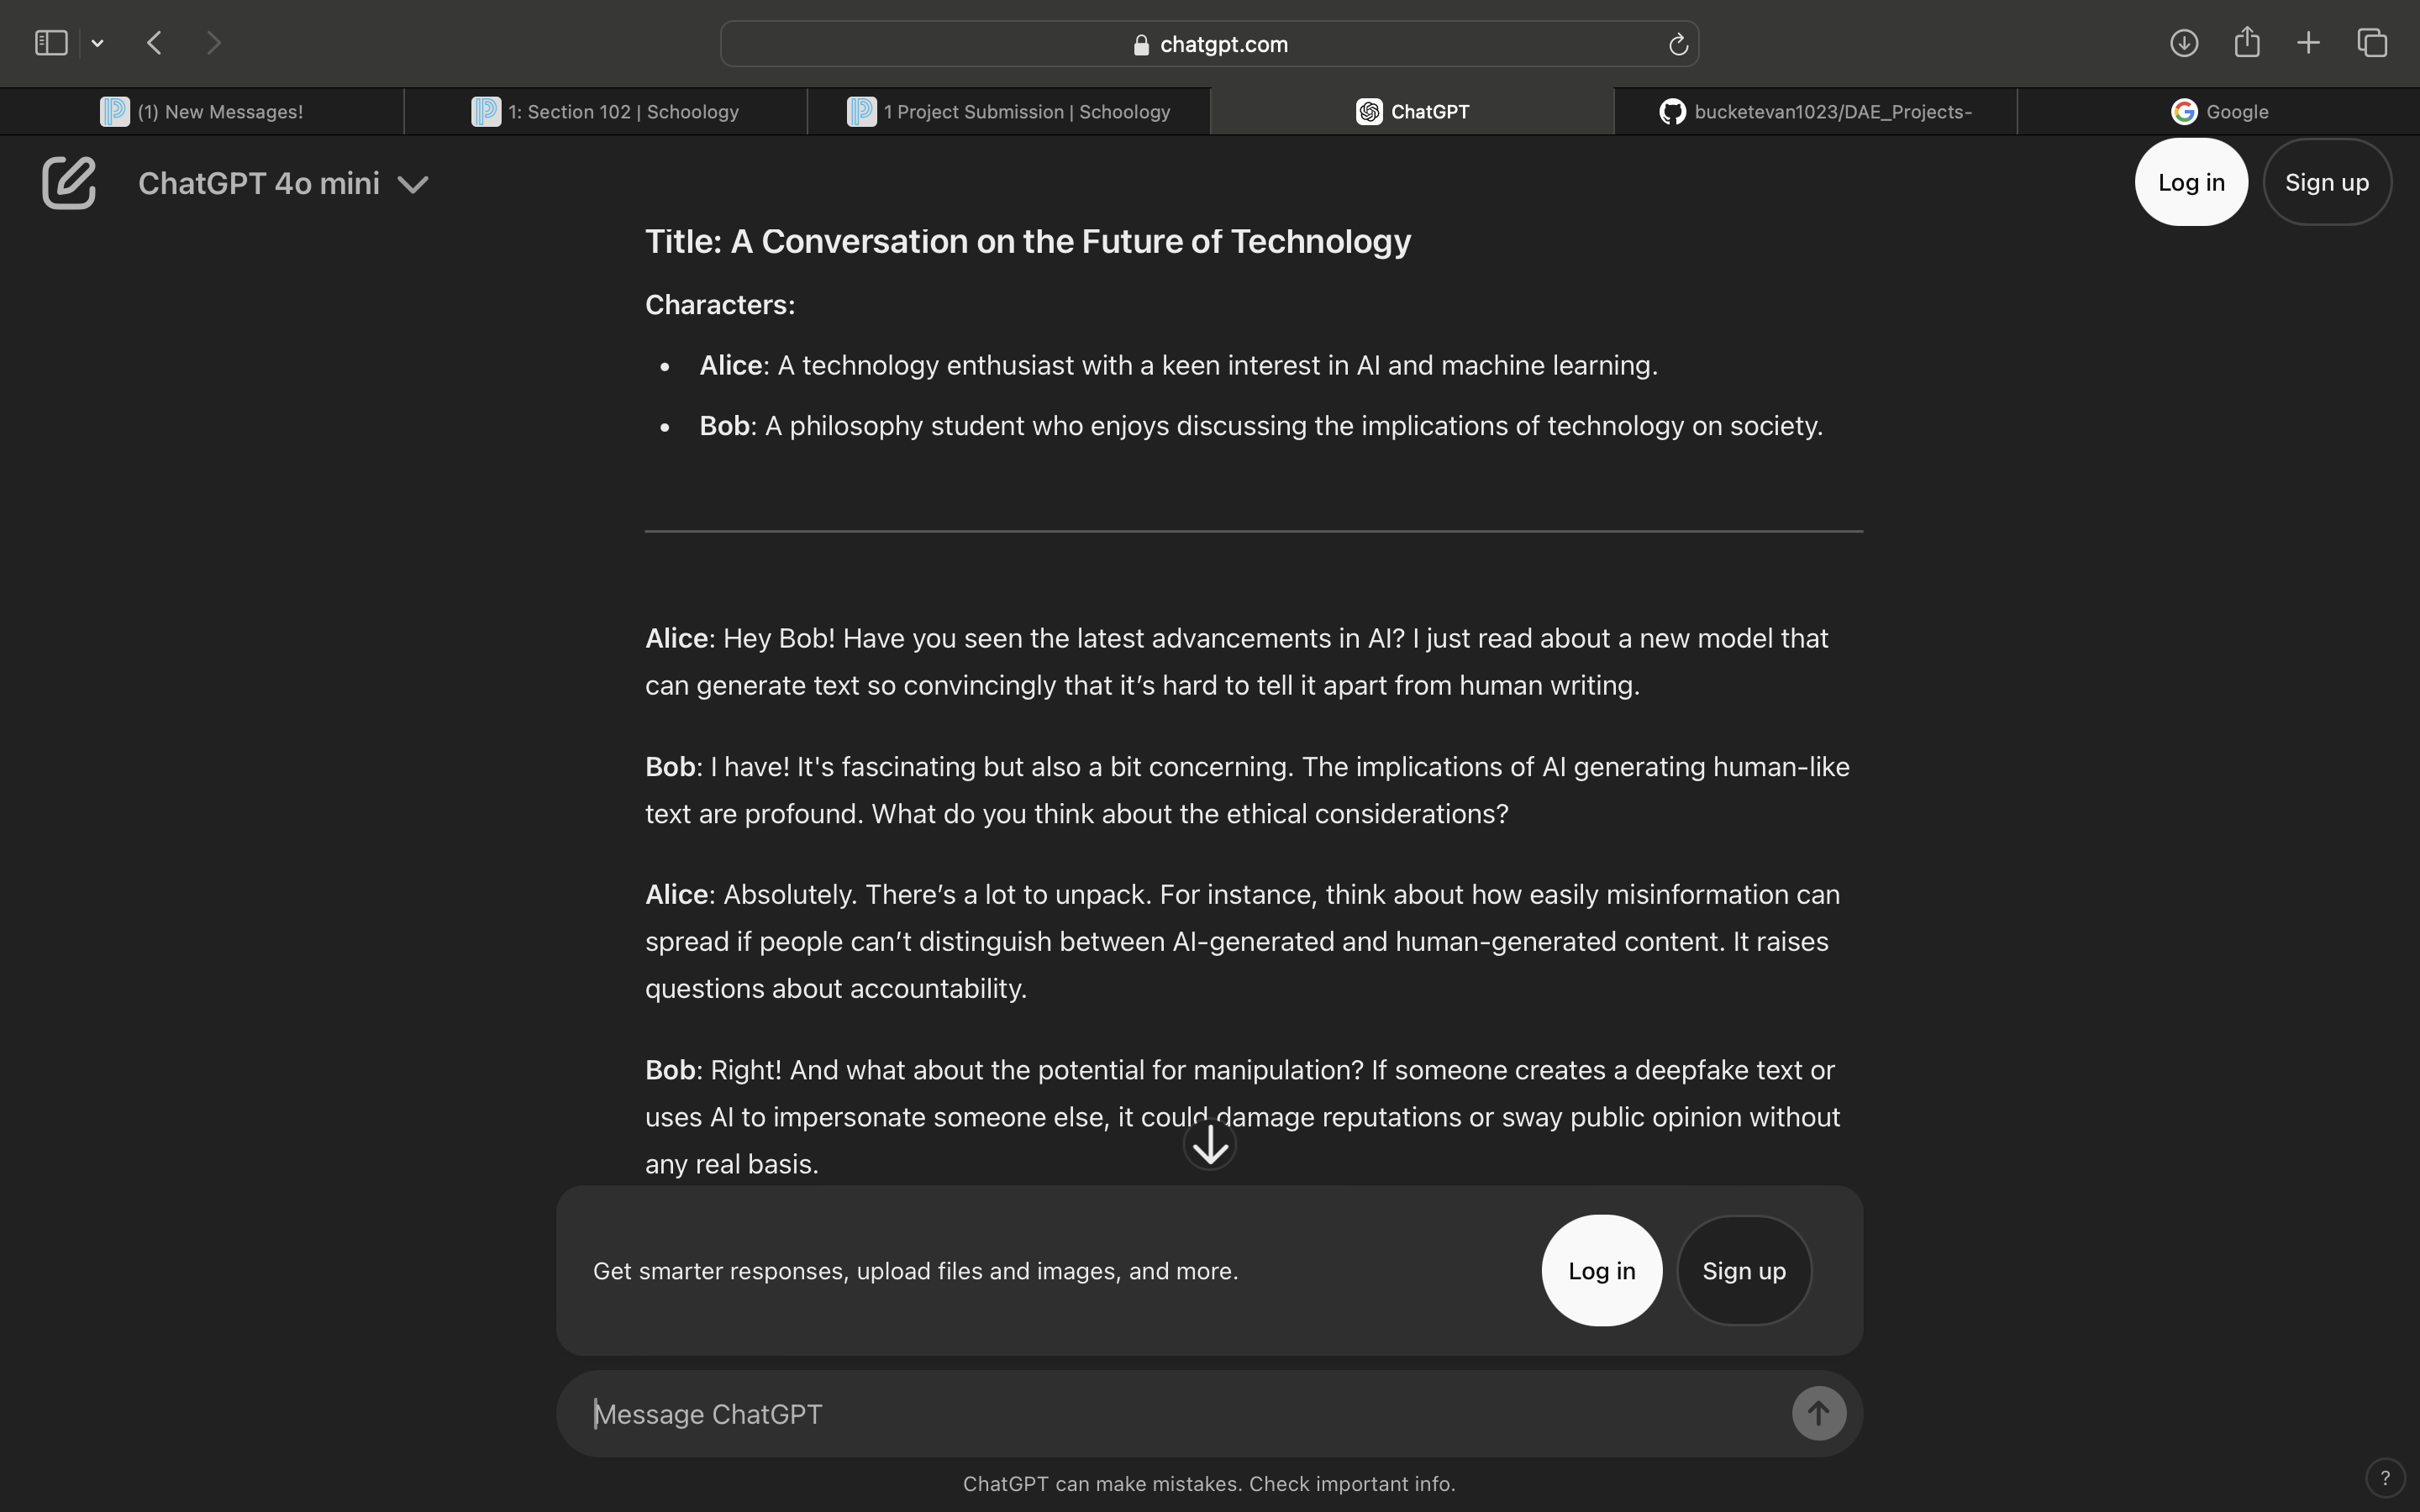 chatgpt.com
(1) New Messages!
1: Section 102 | Schoology
1 Project Submission | Schoology
ChatGPT
bucketevan1023/DAE_Projects-
Google
ChatGPT 4o mini
Log in
Sign up
Title: A Conversation on the Future of Technology
Characters:
• Alice: A technology enthusiast with a keen interest in AI and machine learning.
• Bob: A philosophy student who enjoys discussing the implications of technology on society.
Alice: Hey Bob! Have you seen the latest advancements in AI? I just read about a new model that
can generate text so convincingly that it’s hard to tell it apart from human writing.
Bob: I have! It's fascinating but also a bit concerning. The implications of AI generating human-like
text are profound. What do you think about the ethical considerations?
Alice: Absolutely. There’s a lot to unpack. For instance, think about how easily misinformation can
spread if people can’t distinguish between AI-generated and human-generated content. It raises
questions about accountability.
Bob: Right! And what about the potential for manipulation? If someone creates a deepfake text or
uses AI to impersonate someone else, it could damage reputations or sway public opinion without
any real basis.
Get smarter responses, upload files and images, and more.
Log in
Sign up
Message ChatGPT
ChatGPT can make mistakes. Check important info.
?